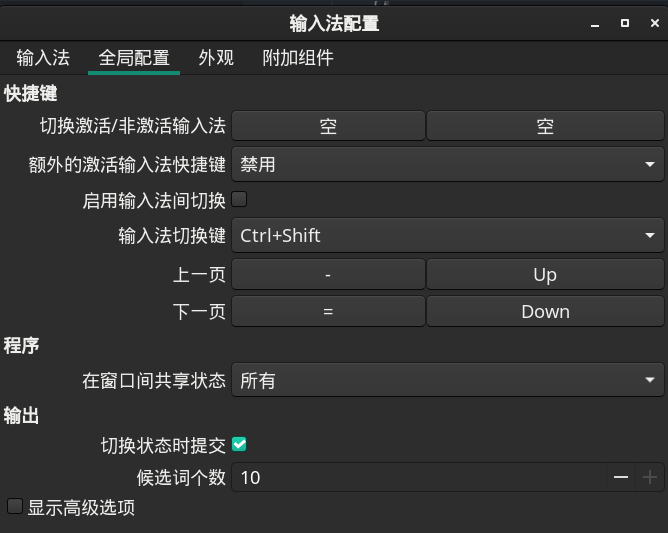 输入法配置
输入法 全局配置 外观 附加组件
快捷键
切换激活/非激活输入法 空 空
额外的激活输入法快捷键 禁用
启用输入法间切换
输入法切换键 Ctrl+Shift
上一页 - Up
下一页 = Down
程序
在窗口间共享状态 所有
输出
切换状态时提交
候选词个数 10
显示高级选项